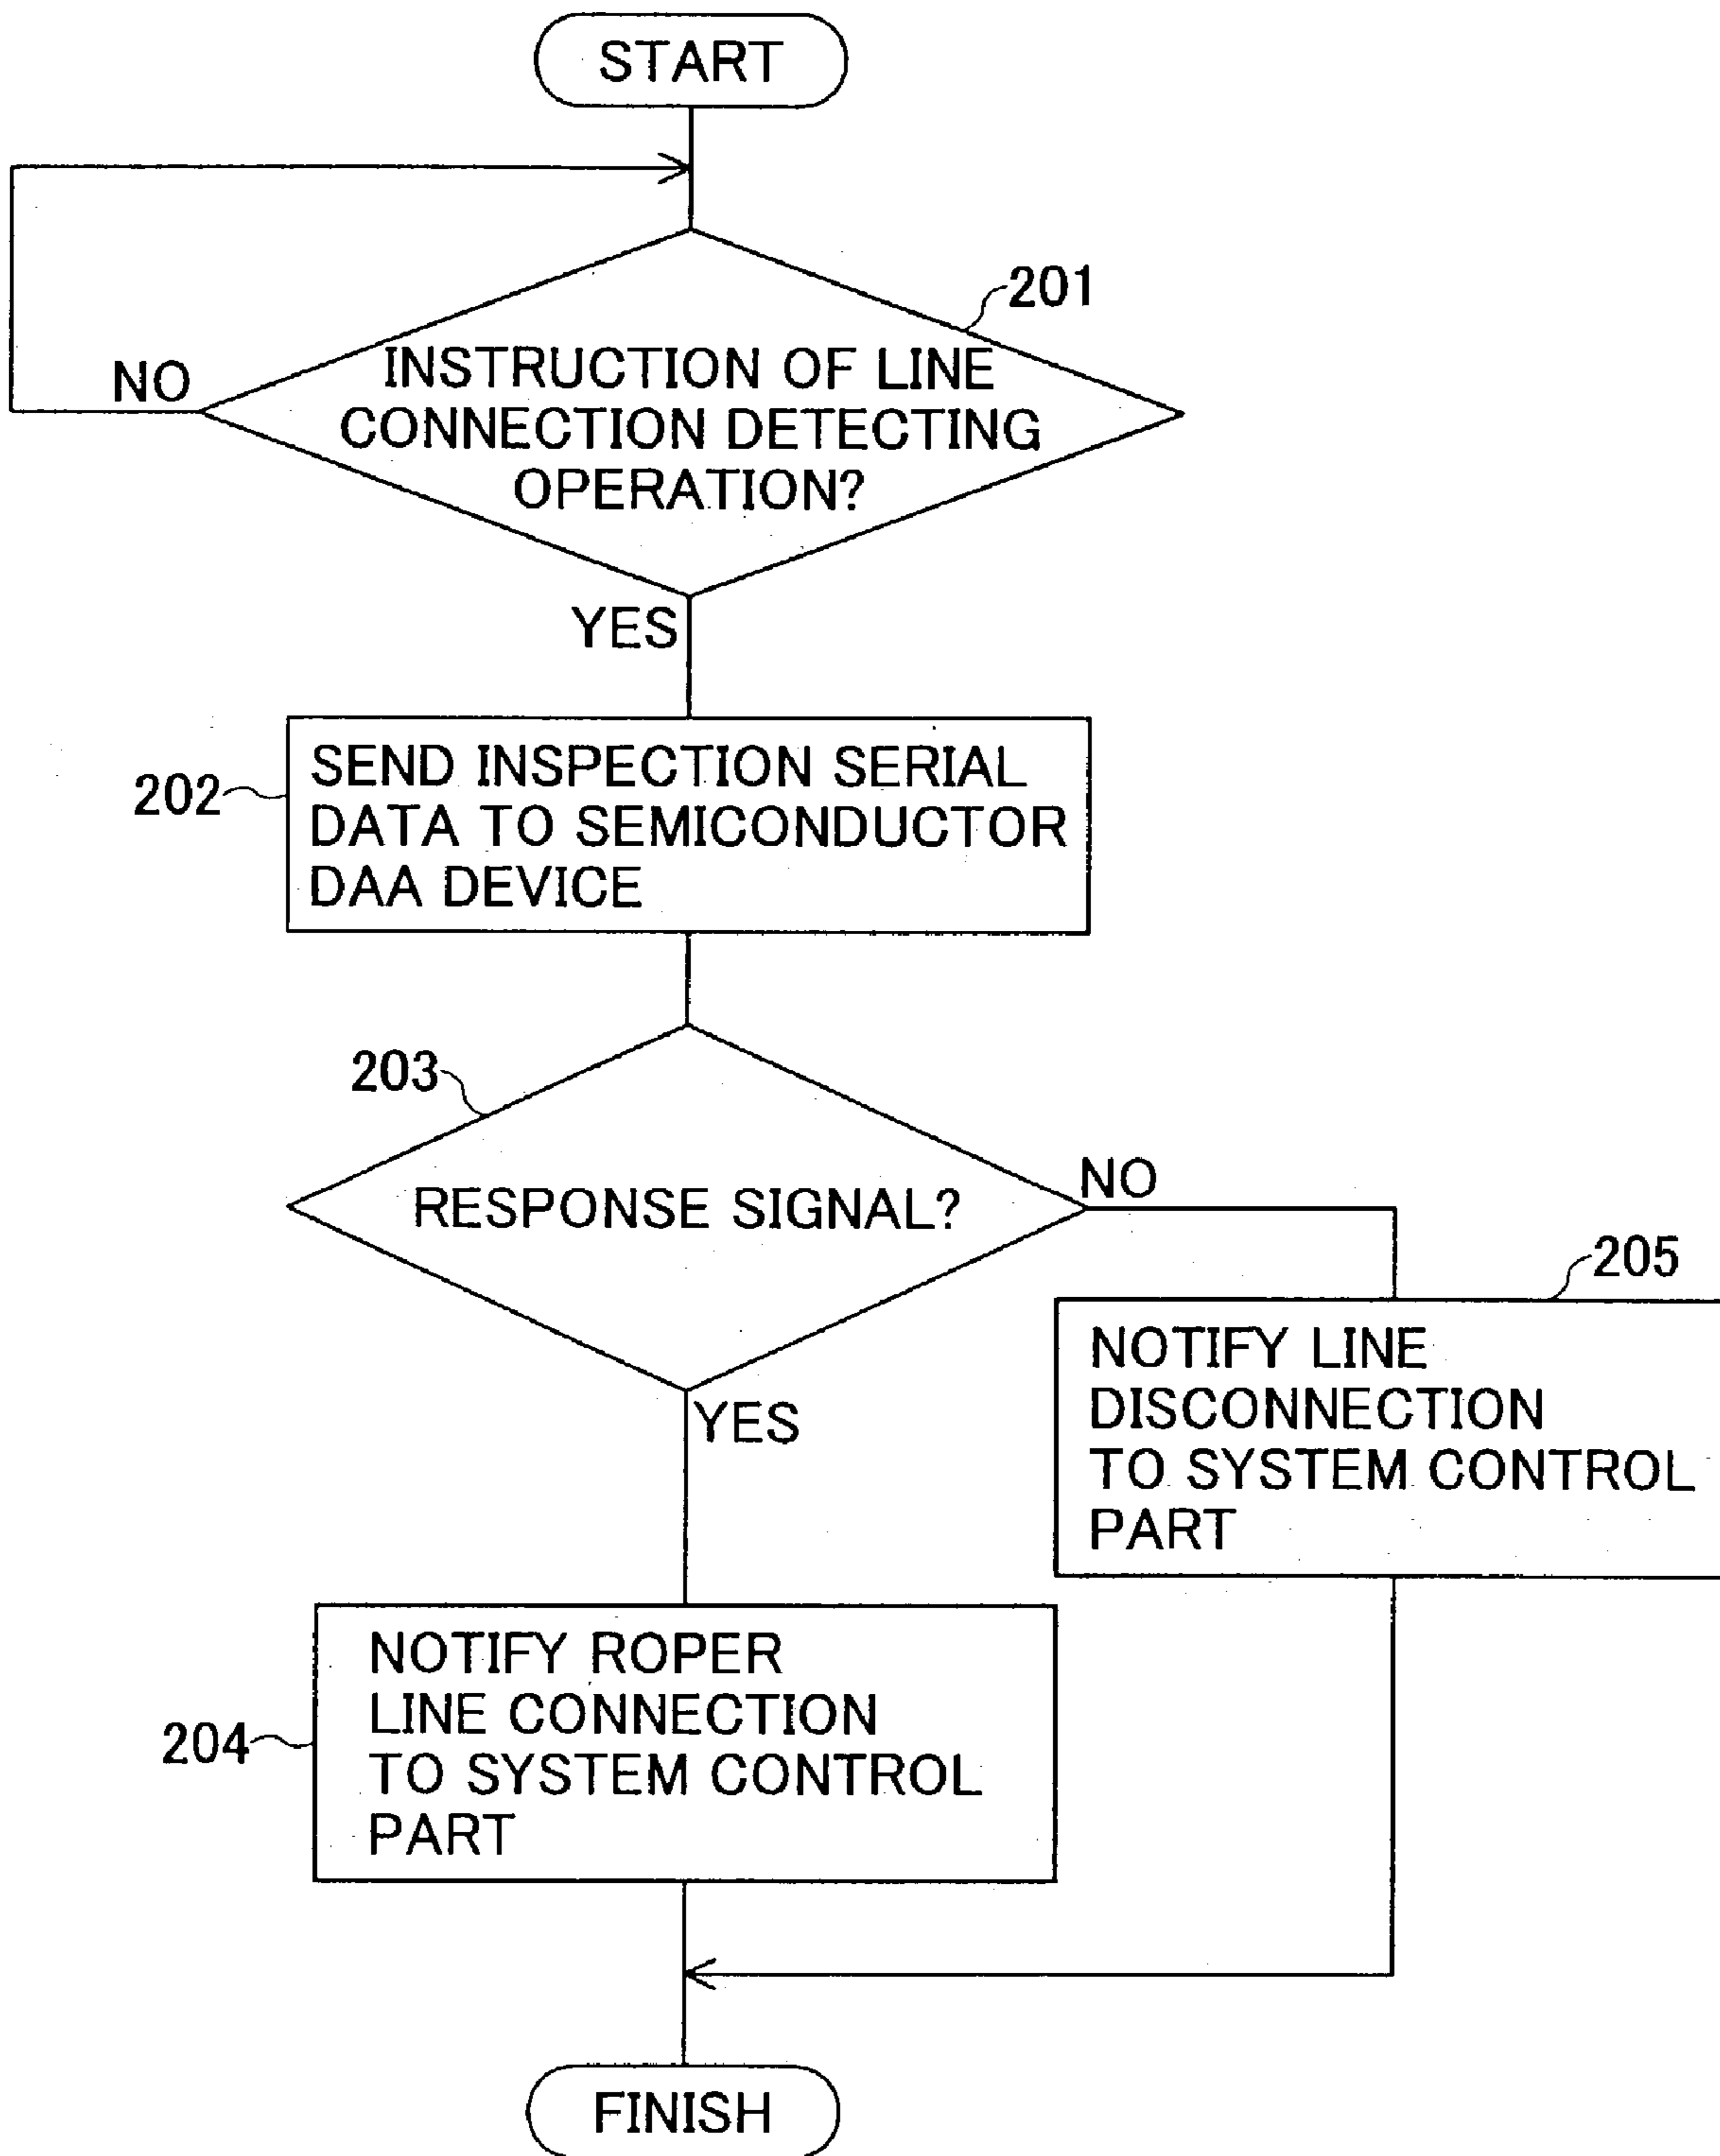 START
201
INSTRUCTION OF LINE
CONNECTION DETECTING
OPERATION?
NO
YES
202
SEND INSPECTION SERIAL
DATA TO SEMICONDUCTOR
DAA DEVICE
203
RESPONSE SIGNAL?
NO
YES
205
NOTIFY LINE
DISCONNECTION
TO SYSTEM CONTROL
PART
204
NOTIFY ROPER
LINE CONNECTION
TO SYSTEM CONTROL
PART
FINISH